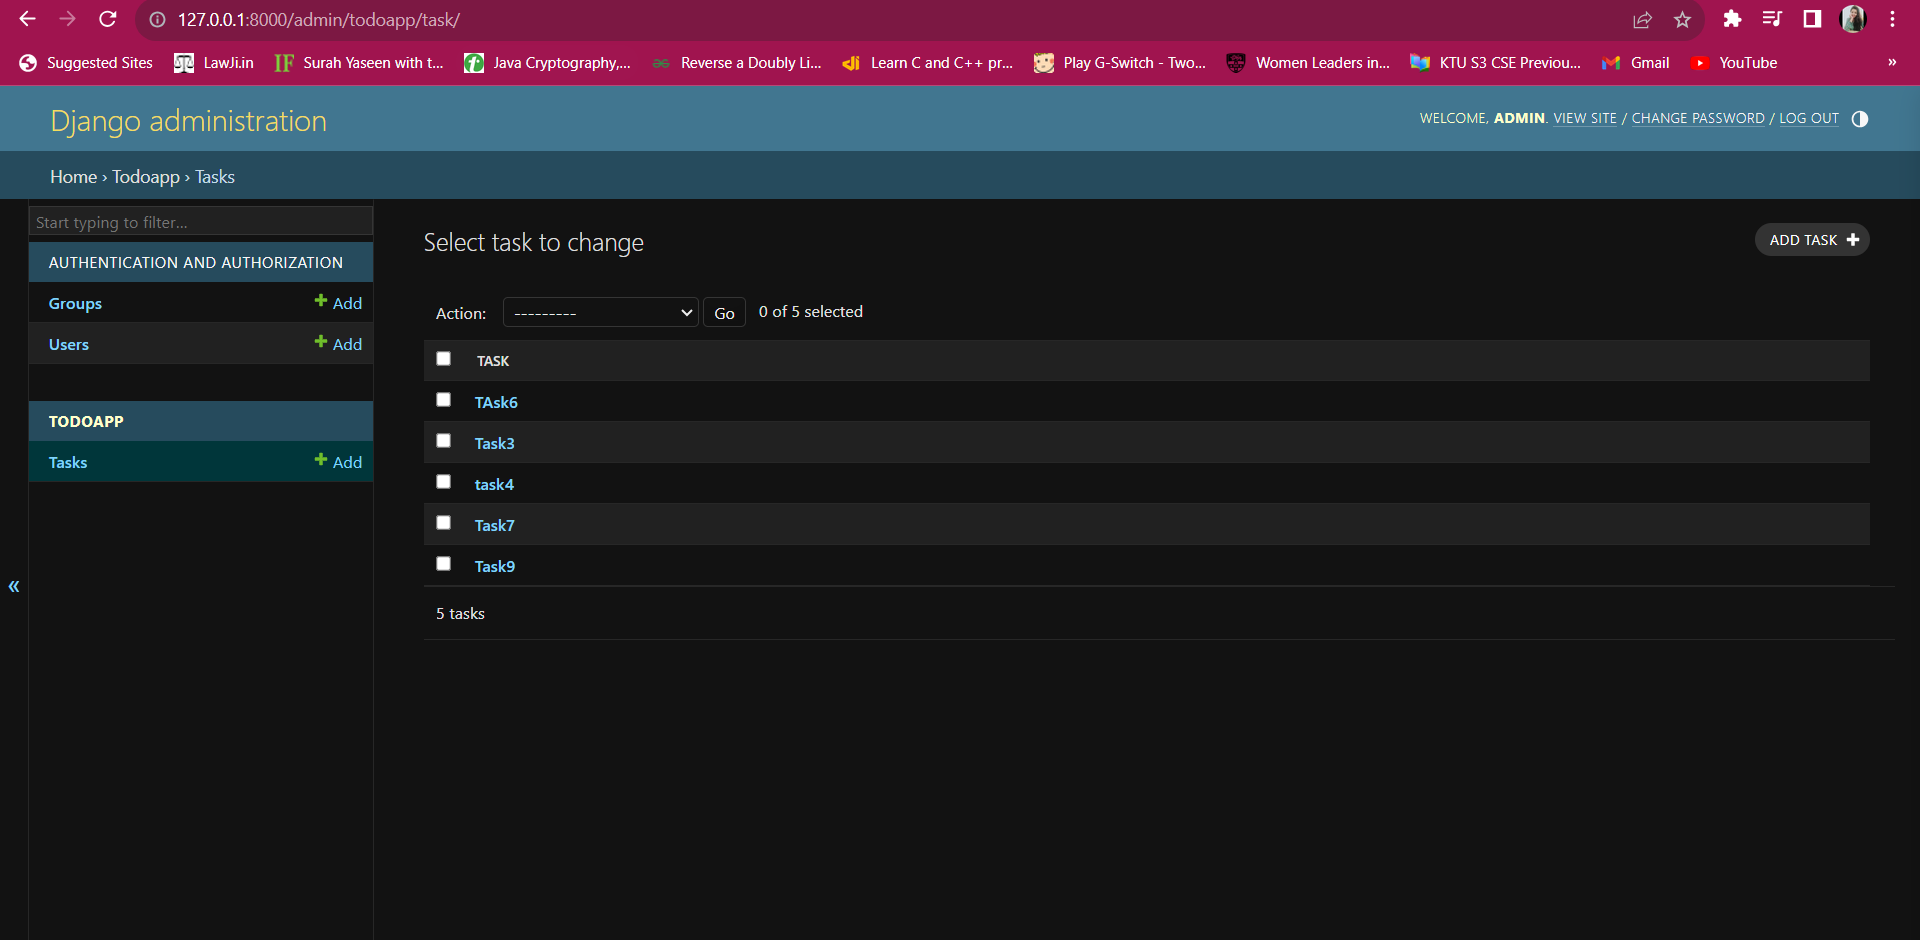 127.0.0.1:8000/admin/todoapp/task/
Suggested Sites LawJi.in IF Surah Yaseen with t... Java Cryptography,... Reverse a Doubly Li... Learn C and C++ pr... Play G-Switch - Two... Women Leaders in... KTU S3 CSE Previou... Gmail YouTube »
Django administration
WELCOME, ADMIN. VIEW SITE / CHANGE PASSWORD / LOG OUT
Home › Todoapp › Tasks
Start typing to filter...
AUTHENTICATION AND AUTHORIZATION
Groups + Add
Users + Add
TODOAPP
Tasks + Add
«
Select task to change
ADD TASK +
Action: --------- Go 0 of 5 selected
TASK
TAsk6
Task3
task4
Task7
Task9
5 tasks